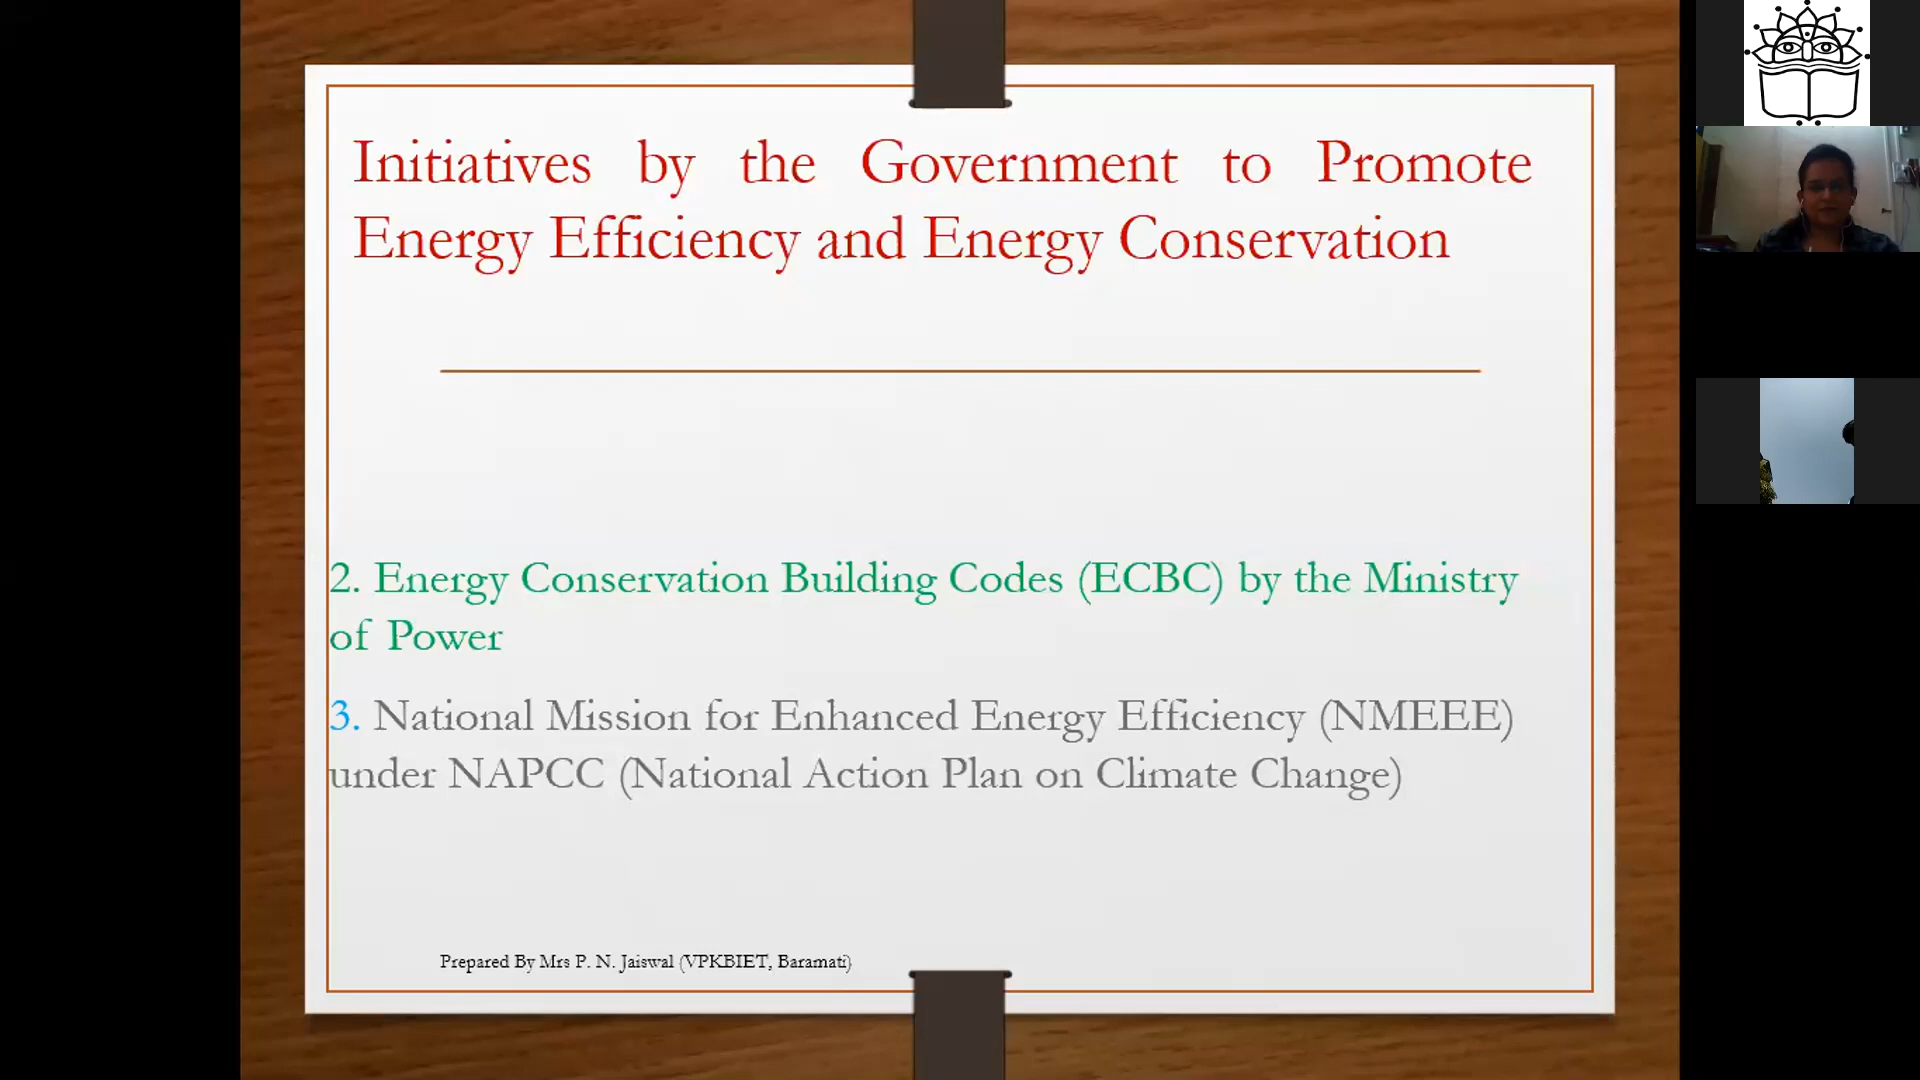 Initiatives by the Government to Promote
Energy Efficiency and Energy Conservation
2. Energy Conservation Building Codes (ECBC) by the Ministry
of Power
3. National Mission for Enhanced Energy Efficiency (NMEEE)
under NAPCC (National Action Plan on Climate Change)
Prepared By Mrs P. N. Jaiswal (VPKBIET, Baramati)